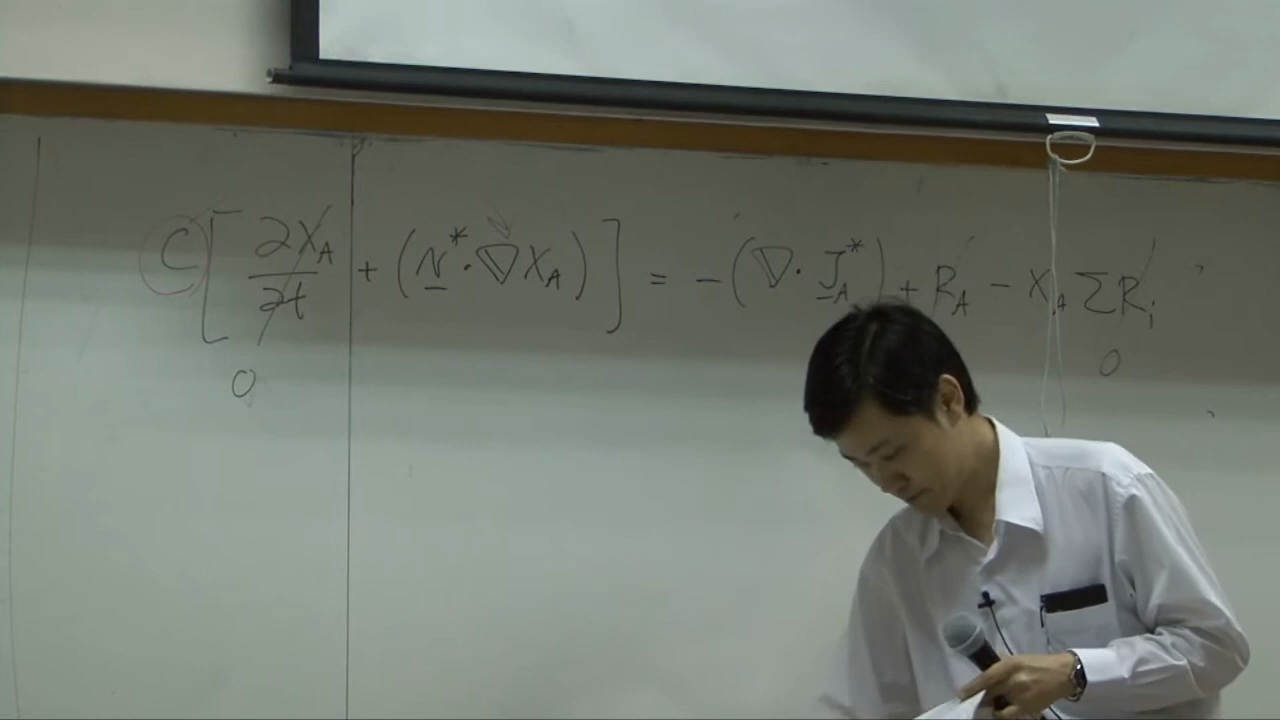 C[ ∂X_A/∂t + (N* · ∇X_A) ] = −(∇ · J_A*) + R_A − X_A ΣR_i
0 0